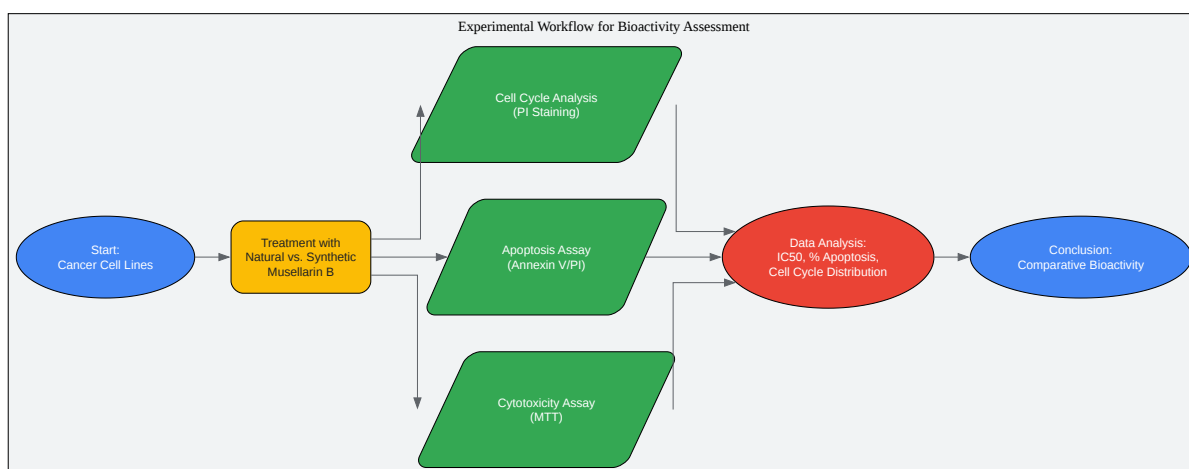 Experimental Workflow for Bioactivity Assessment
Cell Cycle Analysis
(PI Staining)
Start:
Cancer Cell Lines
Treatment with
Natural vs. Synthetic
Musellarin B
Apoptosis Assay
(Annexin V/PI)
Data Analysis:
IC50, % Apoptosis,
Cell Cycle Distribution
Conclusion:
Comparative Bioactivity
Cytotoxicity Assay
(MTT)